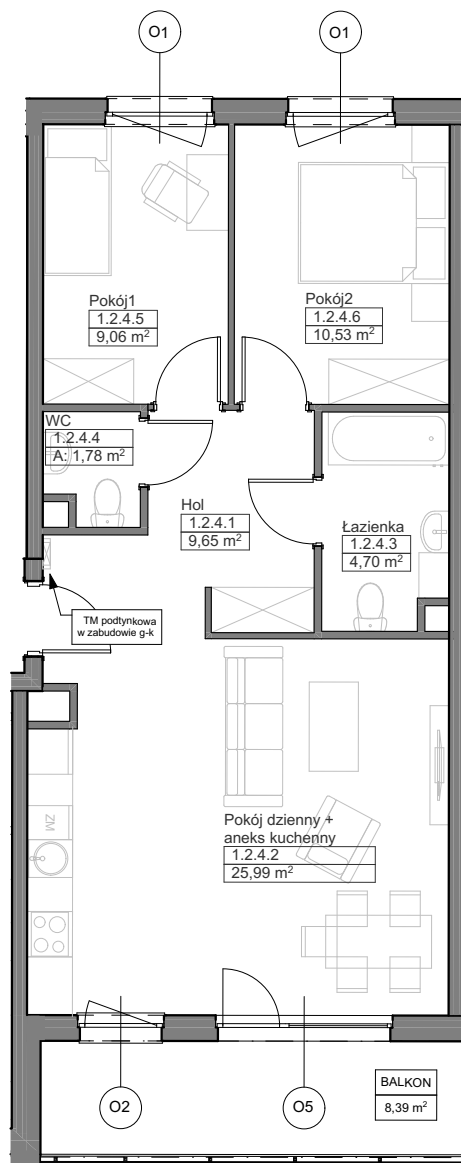 O1
O1
Pokój1
1.2.4.5
9,06 m²
Pokój2
1.2.4.6
10,53 m²
WC
1.2.4.4
A: 1,78 m²
Hol
1.2.4.1
9,65 m²
Łazienka
1.2.4.3
4,70 m²
TM podtynkowa
w zabudowie g-k
Pokój dzienny +
aneks kuchenny
1.2.4.2
25,99 m²
ZM
O2
O5
BALKON
8,39 m²